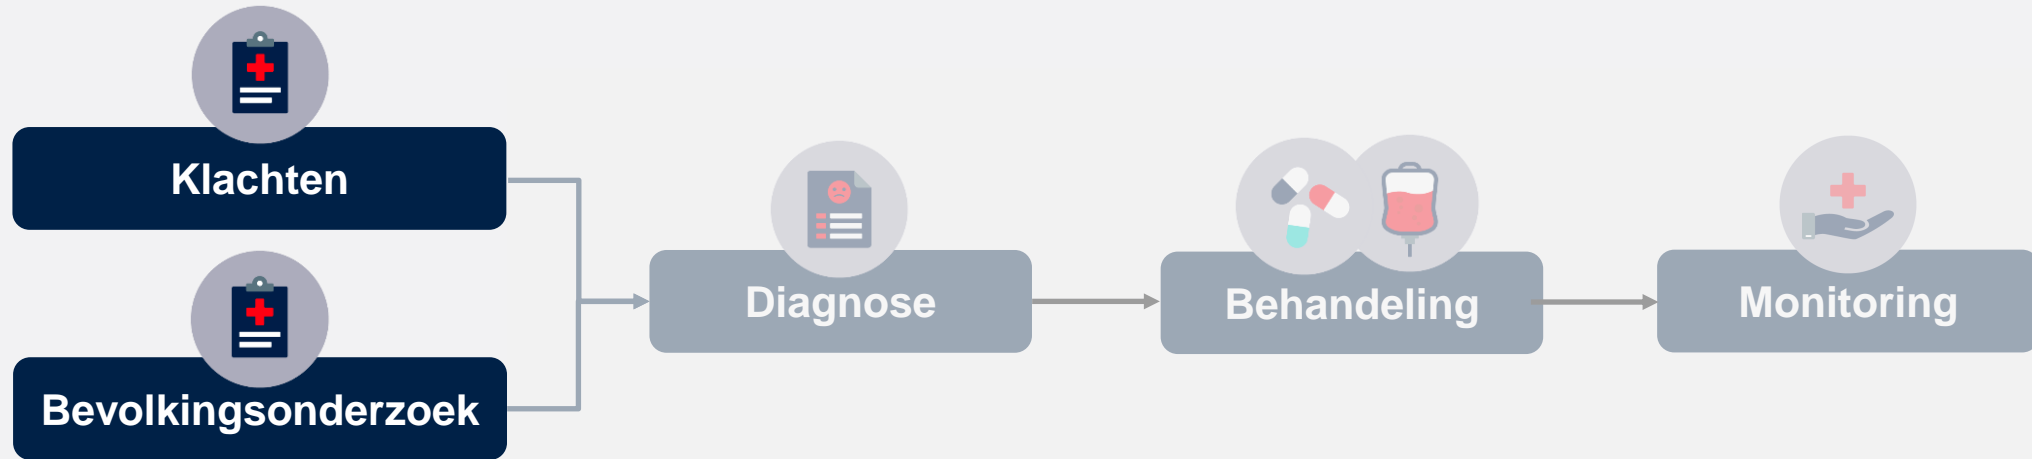 Klachten
Bevolkingsonderzoek
Diagnose
Behandeling
Monitoring